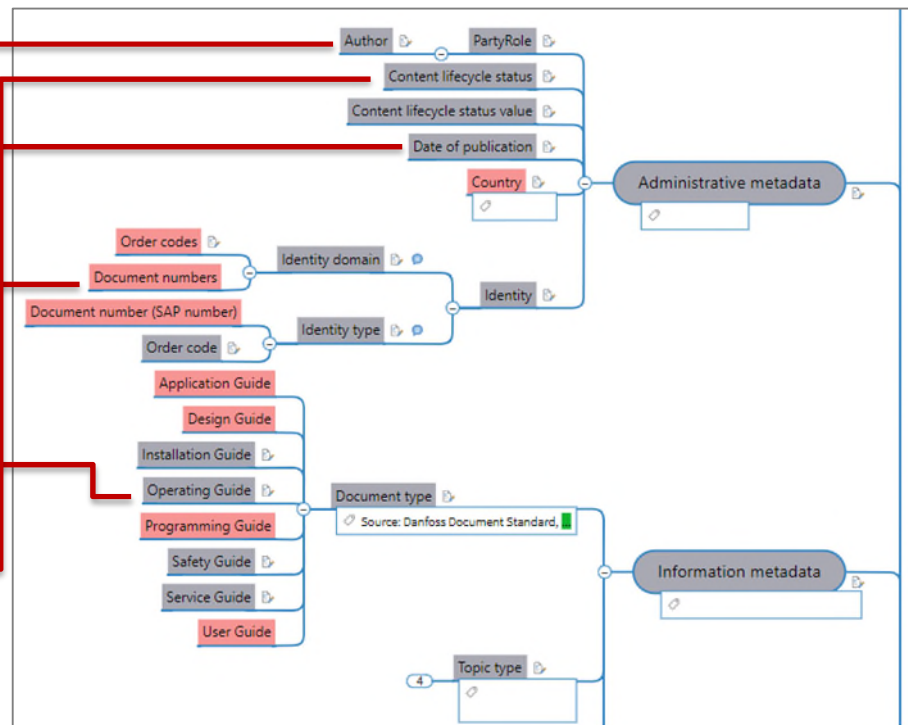 Author
PartyRole
Content lifecycle status
Content lifecycle status value
Date of publication
Country
Administrative metadata
Order codes
Identity domain
Document numbers
Identity
Document number (SAP number)
Identity type
Order code
Application Guide
Design Guide
Installation Guide
Operating Guide
Document type
Source: Danfoss Document Standard,
Programming Guide
Safety Guide
Information metadata
Service Guide
User Guide
Topic type
4